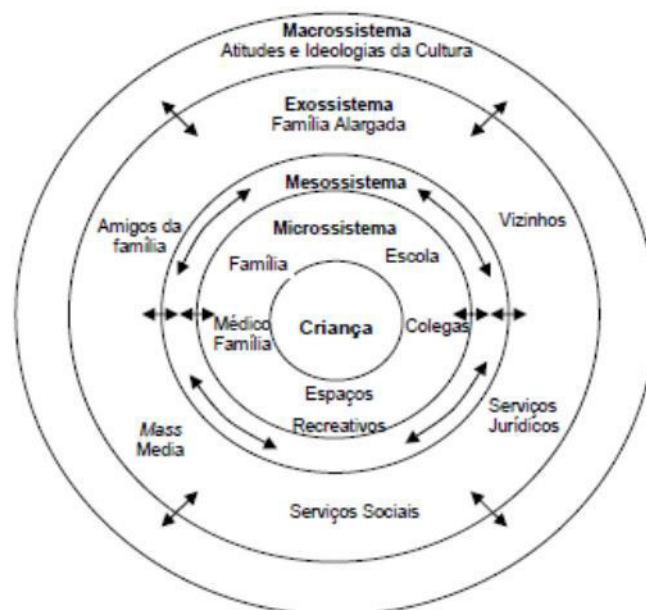 Macrossistema
Atitudes e Ideologias da Cultura
Exossistema
Família Alargada
Mesossistema
Amigos da
família
Vizinhos
Microssistema
Família
Escola
Médico
Família
Criança
Colegas
Espaços
Recreativos
Mass
Media
Serviços
Jurídicos
Serviços Sociais